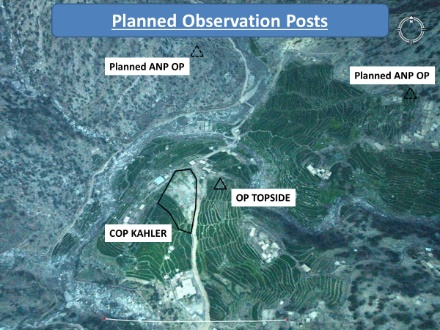 Planned Observation Posts
Planned ANP OP
Planned ANP OP
OP TOPSIDE
COP KAHLER